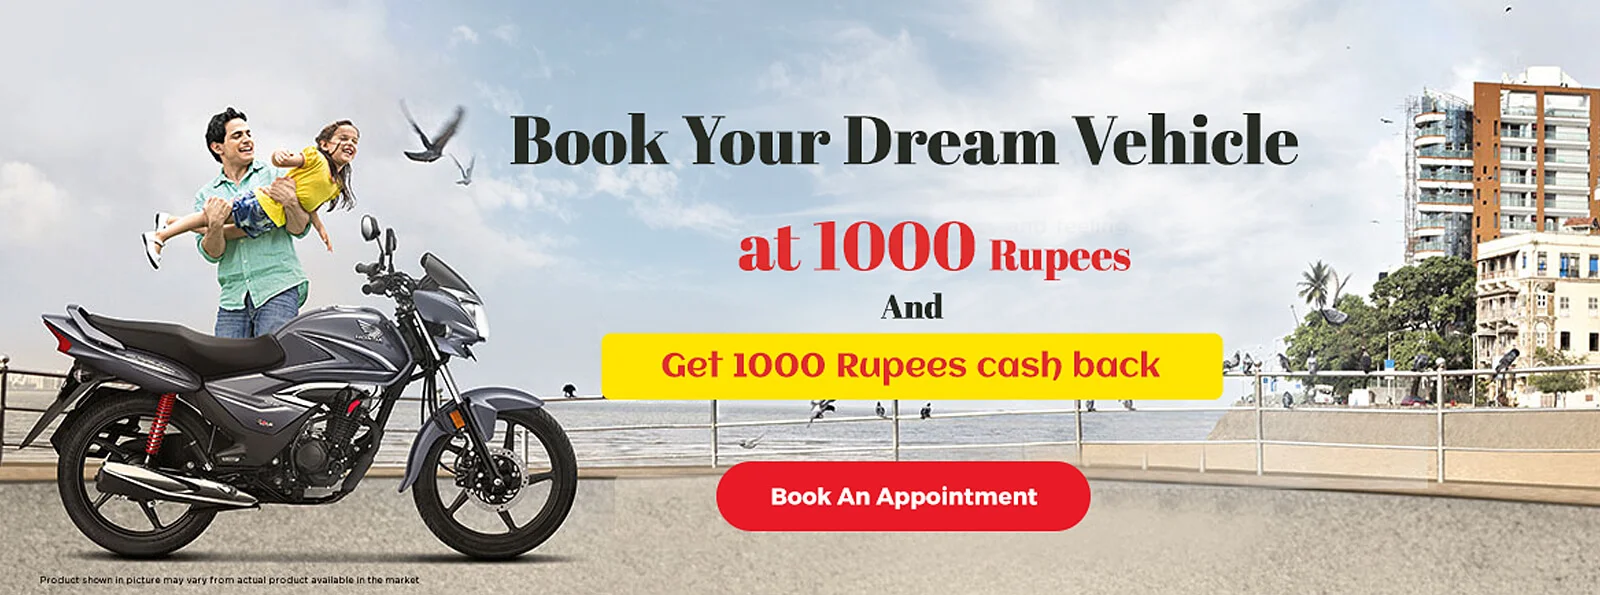 Book Your Dream Vehicle
at 1000 Rupees
And
Get 1000 Rupees cash back
Book An Appointment
HONDA
Product shown in picture may vary from actual product available in the market